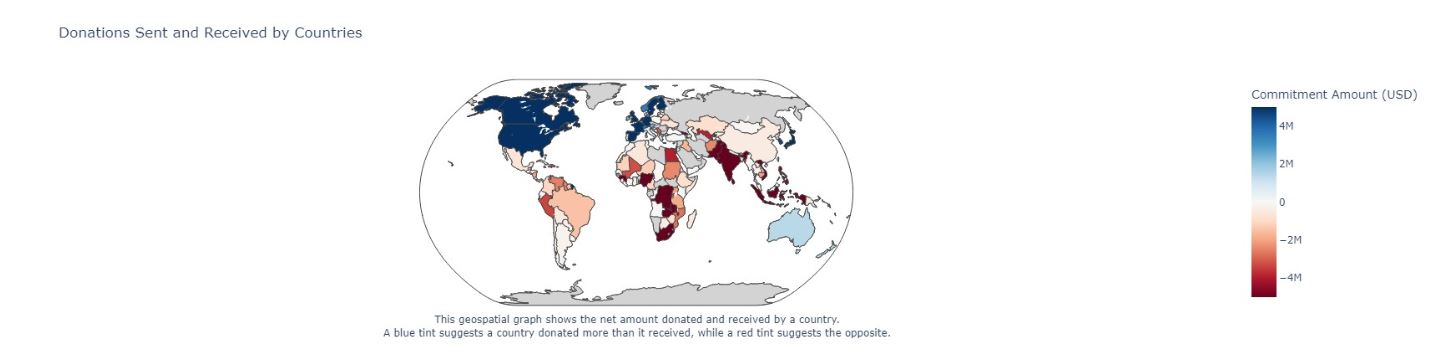 Donations Sent and Received by Countries
Commitment Amount (USD)
4M
2M
0
−2M
−4M
This geospatial graph shows the net amount donated and received by a country.
A blue tint suggests a country donated more than it received, while a red tint suggests the opposite.